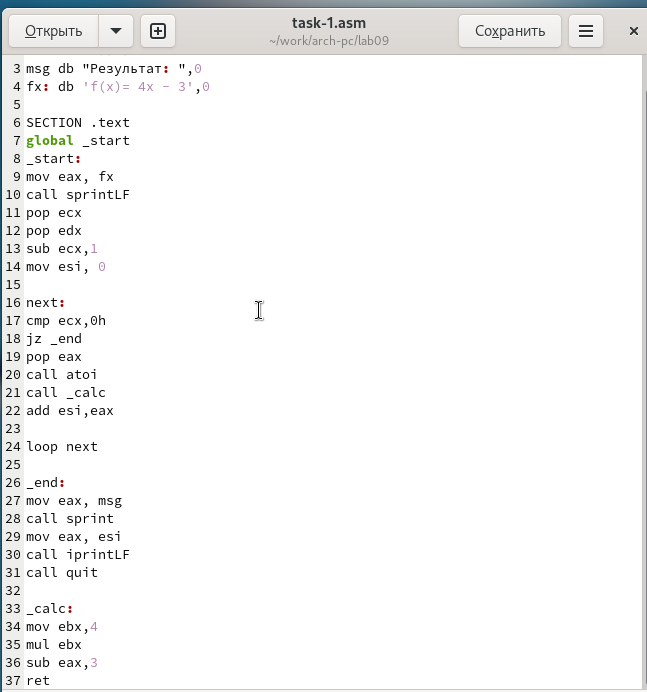 Открыть
task-1.asm
~/work/arch-pc/lab09
Сохранить
3 msg db "Результат: ",0
4 fx: db 'f(x)= 4x - 3',0
5
6 SECTION .text
7 global _start
8 _start:
9 mov eax, fx
10 call sprintLF
11 pop ecx
12 pop edx
13 sub ecx,1
14 mov esi, 0
15
16 next:
17 cmp ecx,0h
18 jz _end
19 pop eax
20 call atoi
21 call _calc
22 add esi,eax
23
24 loop next
25
26 _end:
27 mov eax, msg
28 call sprint
29 mov eax, esi
30 call iprintLF
31 call quit
32
33 _calc:
34 mov ebx,4
35 mul ebx
36 sub eax,3
37 ret